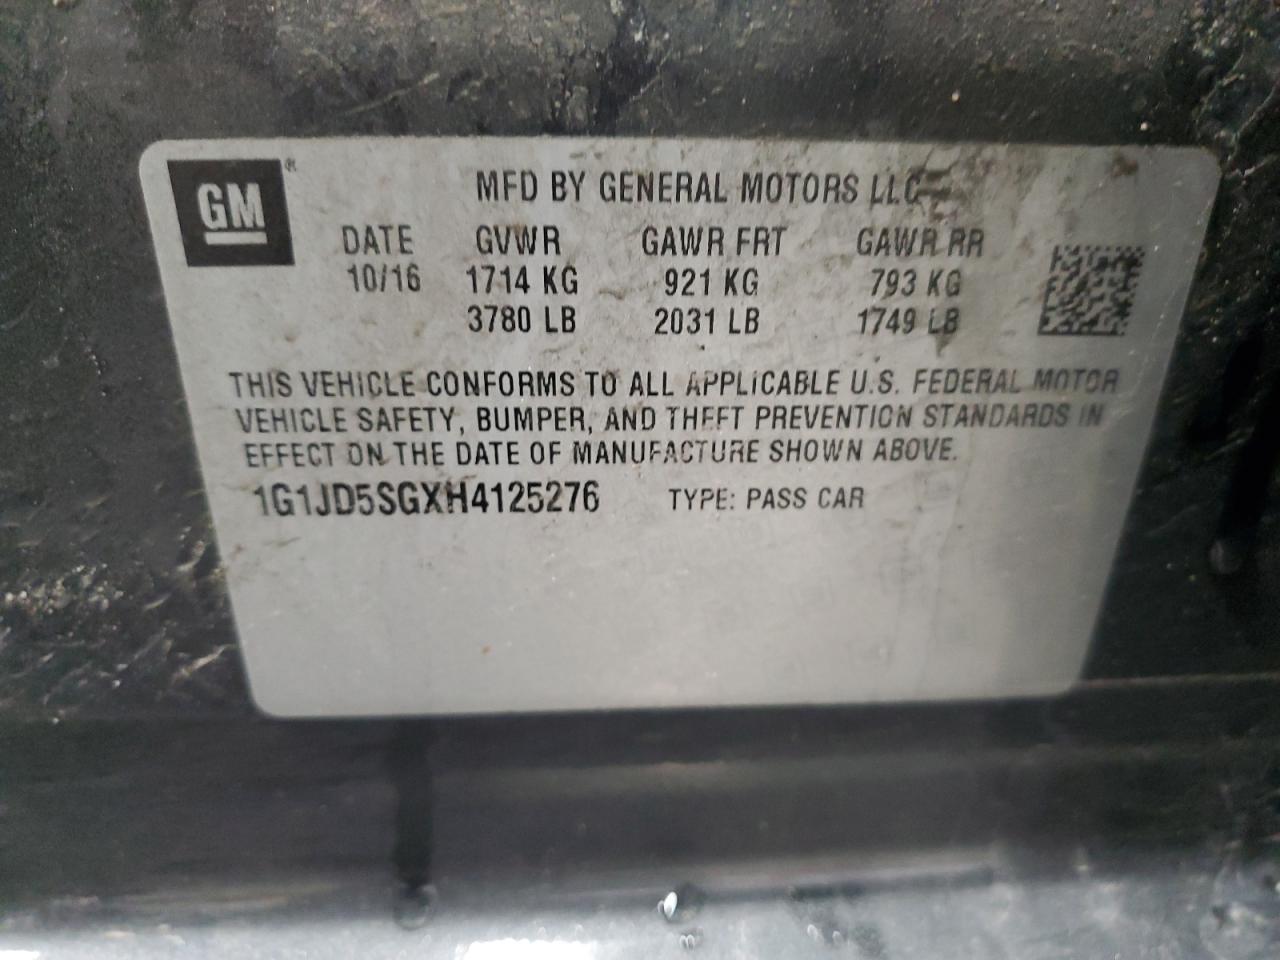 GM ®
MFD BY GENERAL MOTORS LLC
DATE GVWR GAWR FRT GAWR RR
10/16 1714 KG 921 KG 793 KG
3780 LB 2031 LB 1749 LB
THIS VEHICLE CONFORMS TO ALL APPLICABLE U.S. FEDERAL MOTOR
VEHICLE SAFETY, BUMPER, AND THEFT PREVENTION STANDARDS IN
EFFECT ON THE DATE OF MANUFACTURE SHOWN ABOVE.
1G1JD5SGXH4125276 TYPE: PASS CAR